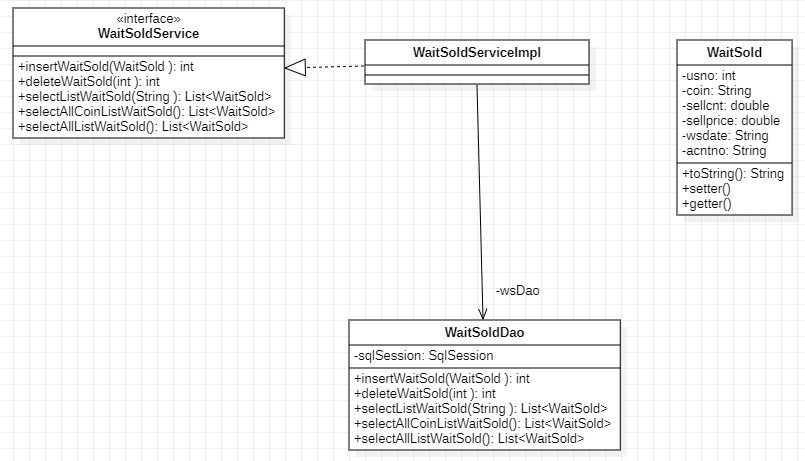 «interface»
WaitSoldService
+insertWaitSold(WaitSold ): int
+deleteWaitSold(int ): int
+selectListWaitSold(String ): List<WaitSold>
+selectAllCoinListWaitSold(): List<WaitSold>
+selectAllListWaitSold(): List<WaitSold>
WaitSoldServiceImpl
WaitSold
-usno: int
-coin: String
-sellcnt: double
-sellprice: double
-wsdate: String
-acntno: String
+toString(): String
+setter()
+getter()
-wsDao
WaitSoldDao
-sqlSession: SqlSession
+insertWaitSold(WaitSold ): int
+deleteWaitSold(int ): int
+selectListWaitSold(String ): List<WaitSold>
+selectAllCoinListWaitSold(): List<WaitSold>
+selectAllListWaitSold(): List<WaitSold>